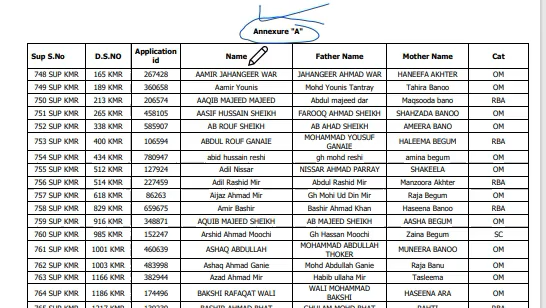 Annexure "A"
Sup S.No D.S.NO Application id Name Father Name Mother Name Cat
748 SUP KMR 165 KMR 267428 AAMIR JAHANGEER WAR JAHANGEER AHMAD WAR HANEEFA AKHTER OM
749 SUP KMR 189 KMR 360658 Aamir Younis Mohd Younus Tantray Tahira Banoo OM
750 SUP KMR 213 KMR 206574 AAQIB MAJEED MAJEED Abdul majeed dar Maqsooda bano RBA
751 SUP KMR 265 KMR 458105 AASIF HUSSAIN SHEIKH FAROOQ AHMAD SHEIKH SHAHZADA BANOO OM
752 SUP KMR 338 KMR 585907 AB ROUF SHEIKH AB AHAD SHEIKH AMEERA BANO OM
753 SUP KMR 400 KMR 106594 ABDUL ROUF GANAIE MOHAMMAD YOUSUF GANAIE HALEEMA BEGUM RBA
754 SUP KMR 434 KMR 780947 abid hussain reshi gh mohd reshi amina begum OM
755 SUP KMR 512 KMR 127924 Adil Nissar NISSAR AHMAD PARRAY SHAKEELA OM
756 SUP KMR 514 KMR 227459 Adil Rashid Mir Abdul Rashid Mir Manzoora Akhter RBA
757 SUP KMR 618 KMR 86263 Aijaz Ahmad Mir Gh Mohi Ud Din Mir Raja Begum OM
758 SUP KMR 829 KMR 659675 Amir Bashir Bashir Ahmad Khan Haseena Banoo RBA
759 SUP KMR 916 KMR 348871 AQUIB MAJEED SHEIKH AB MAJEED SHEIKH AASHA BEGUM OM
760 SUP KMR 985 KMR 152247 Arshid Ahmad Moochi Gh Hassan Moochi Zaina Begum SC
761 SUP KMR 1001 KMR 460639 ASHAQ ABDULLAH MOHAMMAD ABDULLAH THOKER MUNEERA BANOO OM
762 SUP KMR 1003 KMR 483998 Ashaq Ahmad Ganie Mohd Abdullah Ganie Raja Banu OM
763 SUP KMR 1166 KMR 382944 Azad Ahmad Mir Habib ullaha Mir Tasleema OM
764 SUP KMR 1186 KMR 174496 BAKSHI RAFAQAT WALI WALI MOHAMMAD BAKSHI HASEENA ARA OM